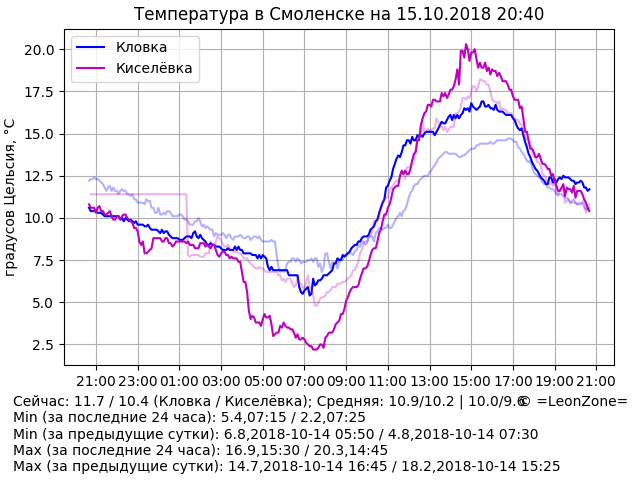 Температура в Смоленске на 15.10.2018 20:40
Кловка
Киселёвка
градусов Цельсия, °C
20.0
17.5
15.0
12.5
10.0
7.5
5.0
2.5
21:00 23:00 01:00 03:00 05:00 07:00 09:00 11:00 13:00 15:00 17:00 19:00 21:00
Сейчас: 11.7 / 10.4 (Кловка / Киселёвка); Средняя: 10.9/10.2 | 10.0/9.6 © =LeonZone=
Min (за последние 24 часа): 5.4,07:15 / 2.2,07:25
Min (за предыдущие сутки): 6.8,2018-10-14 05:50 / 4.8,2018-10-14 07:30
Max (за последние 24 часа): 16.9,15:30 / 20.3,14:45
Max (за предыдущие сутки): 14.7,2018-10-14 16:45 / 18.2,2018-10-14 15:25